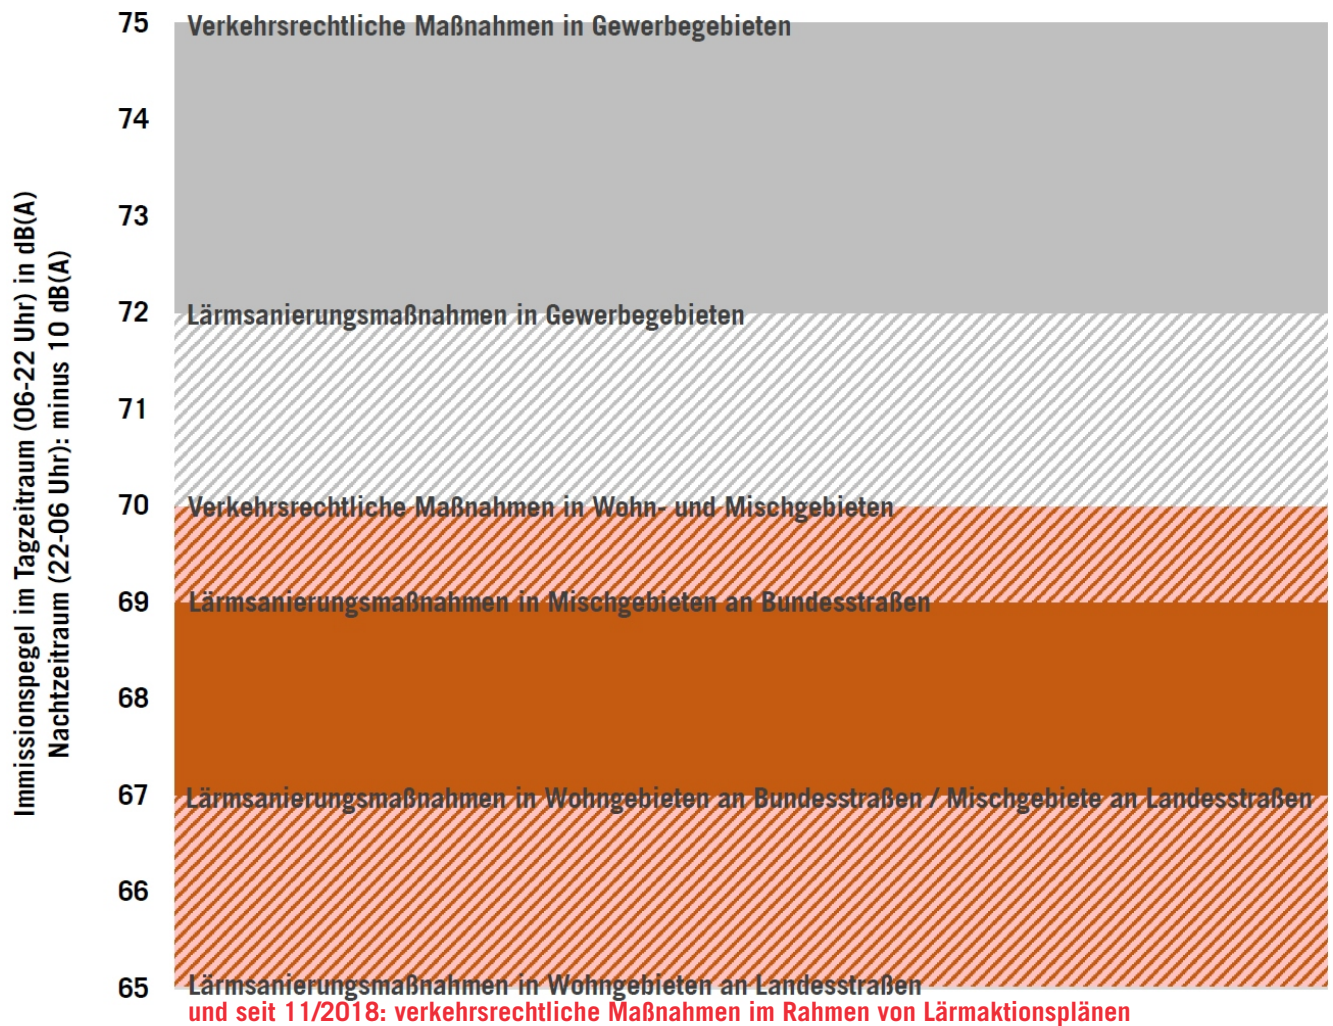 Immissionspegel im Tagzeitraum (06-22 Uhr) in dB(A)
Nachtzeitraum (22-06 Uhr): minus 10 dB(A)
75 Verkehrsrechtliche Maßnahmen in Gewerbegebieten
74
73
72 Lärmsanierungsmaßnahmen in Gewerbegebieten
71
70 Verkehrsrechtliche Maßnahmen in Wohn- und Mischgebieten
69 Lärmsanierungsmaßnahmen in Mischgebieten an Bundesstraßen
68
67 Lärmsanierungsmaßnahmen in Wohngebieten an Bundesstraßen / Mischgebiete an Landesstraßen
66
65 Lärmsanierungsmaßnahmen in Wohngebieten an Landesstraßen
und seit 11/2018: verkehrsrechtliche Maßnahmen im Rahmen von Lärmaktionsplänen